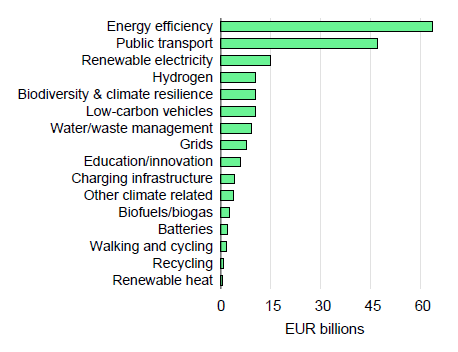 Energy efficiency
Public transport
Renewable electricity
Hydrogen
Biodiversity & climate resilience
Low-carbon vehicles
Water/waste management
Grids
Education/innovation
Charging infrastructure
Other climate related
Biofuels/biogas
Batteries
Walking and cycling
Recycling
Renewable heat
0 15 30 45 60
EUR billions